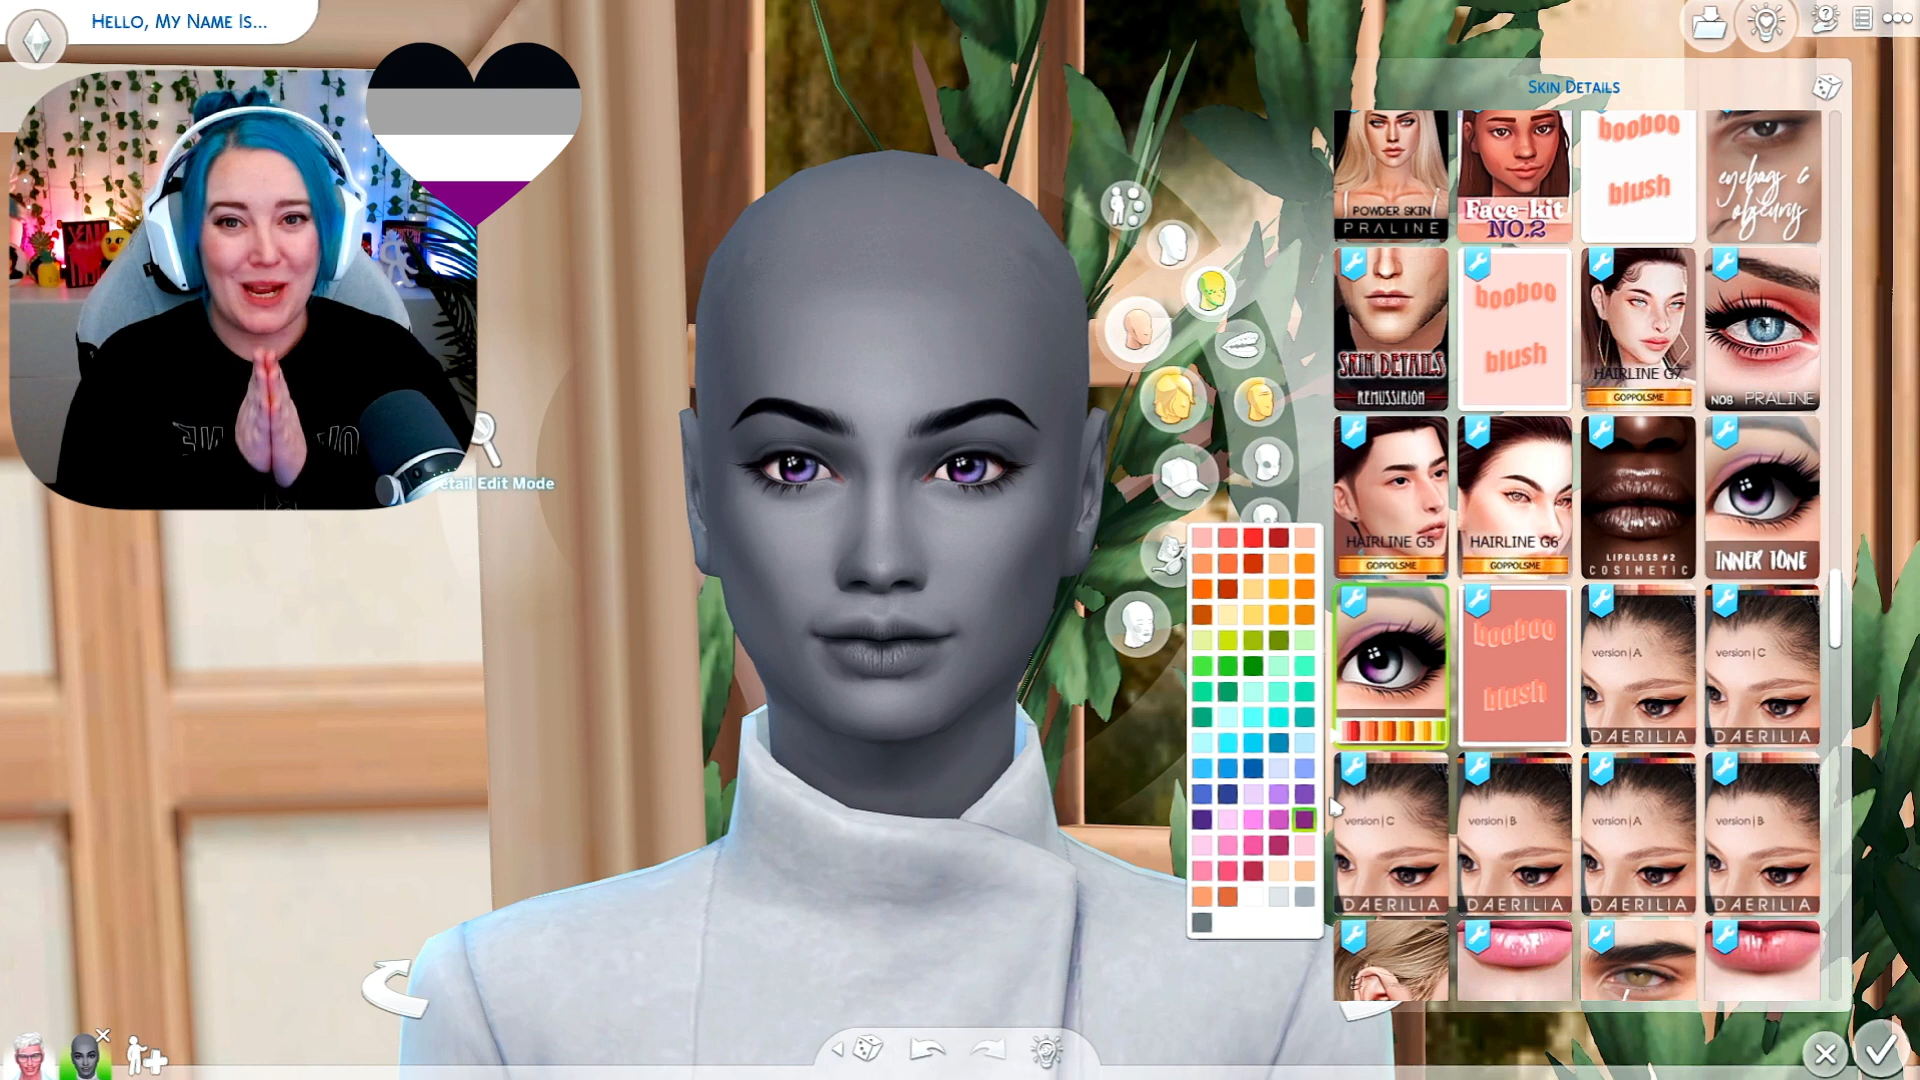 HELLO, MY NAME IS...
SKIN DETAILS
POWDER SKIN
PRALINE
Face-kit
NO.2
booboo
blush
eyebags &
SKIN DETAILS
REMUSSIRION
booboo
blush
HAIRLINE G7
GOPPOLSME
N08 PRALINE
HAIRLINE G5
GOPPOLSME
HAIRLINE G6
GOPPOLSME
LIPGLOSS #2
COSIMETIC
INNER TONE
etail Edit Mode
booboo
blush
version|A
DAERILIA
version|C
DAERILIA
version|C
DAERILIA
version|B
DAERILIA
version|A
DAERILIA
version|B
DAERILIA